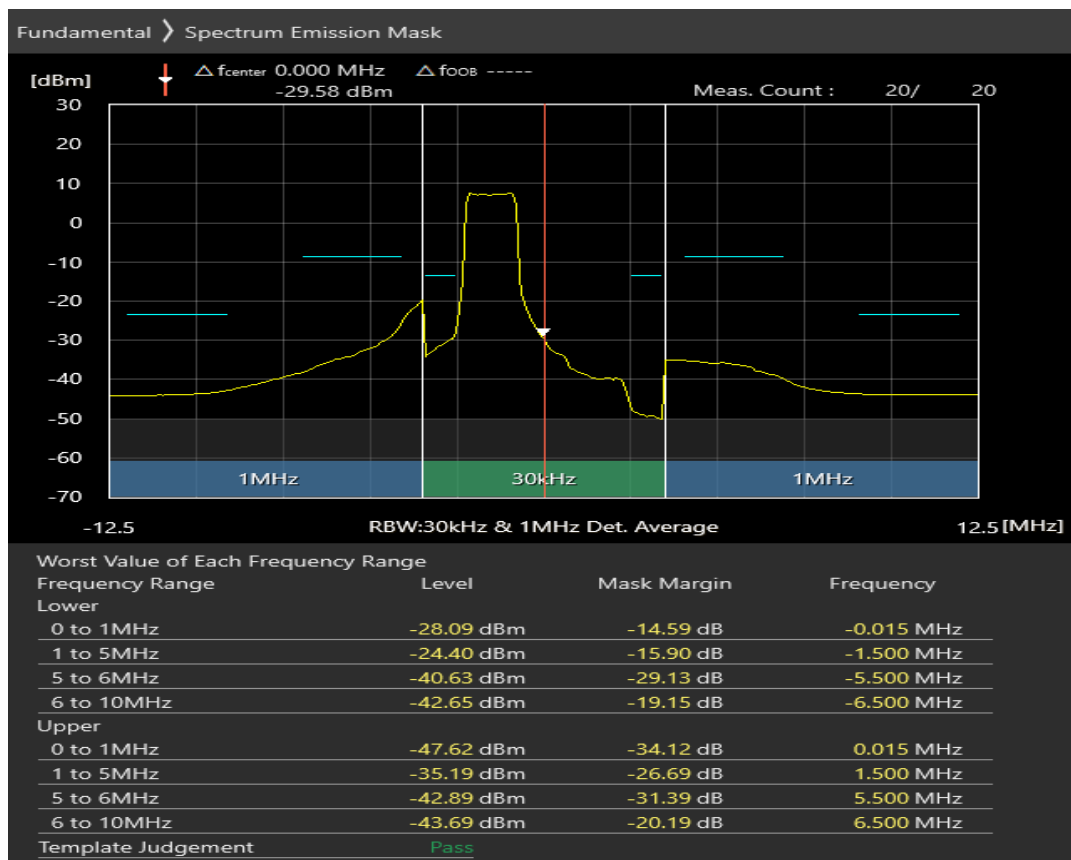 Fundamental ❯ Spectrum Emission Mask
[dBm] △ fcenter 0.000 MHz △ fOOB -----
-29.58 dBm Meas. Count : 20/ 20
30
20
10
0
-10
-20
-30
-40
-50
-60
-70
1MHz 30kHz 1MHz
-12.5 RBW:30kHz & 1MHz Det. Average 12.5 [MHz]
Worst Value of Each Frequency Range
Frequency Range Level Mask Margin Frequency
Lower
0 to 1MHz -28.09 dBm -14.59 dB -0.015 MHz
1 to 5MHz -24.40 dBm -15.90 dB -1.500 MHz
5 to 6MHz -40.63 dBm -29.13 dB -5.500 MHz
6 to 10MHz -42.65 dBm -19.15 dB -6.500 MHz
Upper
0 to 1MHz -47.62 dBm -34.12 dB 0.015 MHz
1 to 5MHz -35.19 dBm -26.69 dB 1.500 MHz
5 to 6MHz -42.89 dBm -31.39 dB 5.500 MHz
6 to 10MHz -43.69 dBm -20.19 dB 6.500 MHz
Template Judgement Pass